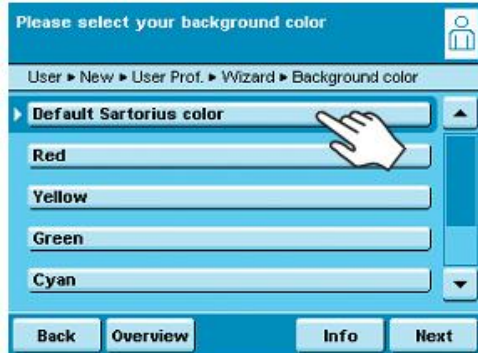 Please select your background color
User ▸ New ▸ User Prof. ▸ Wizard ▸ Background color
Default Sartorius color
Red
Yellow
Green
Cyan
Back Overview Info Next